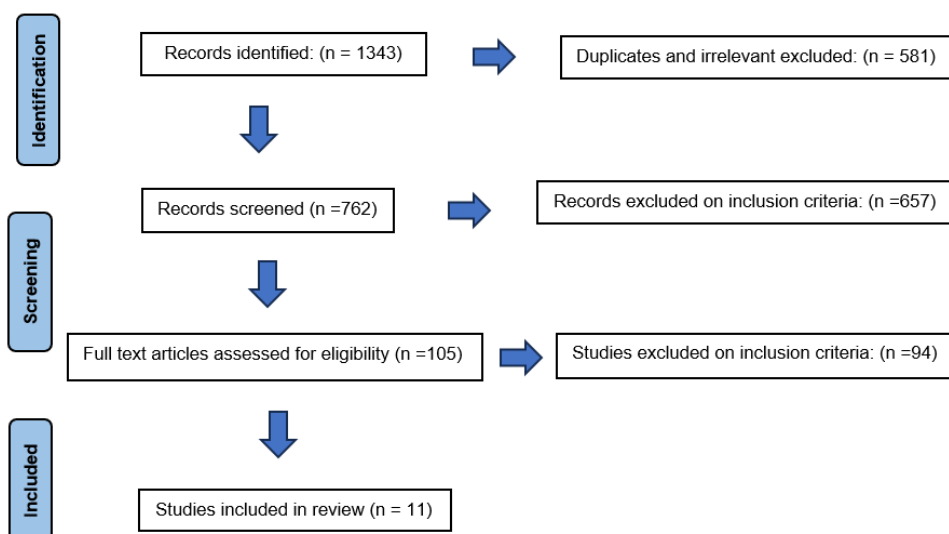 Identification
Records identified: (n = 1343)
Duplicates and irrelevant excluded: (n = 581)
Screening
Records screened (n =762)
Records excluded on inclusion criteria: (n =657)
Full text articles assessed for eligibility (n =105)
Studies excluded on inclusion criteria: (n =94)
Included
Studies included in review (n = 11)